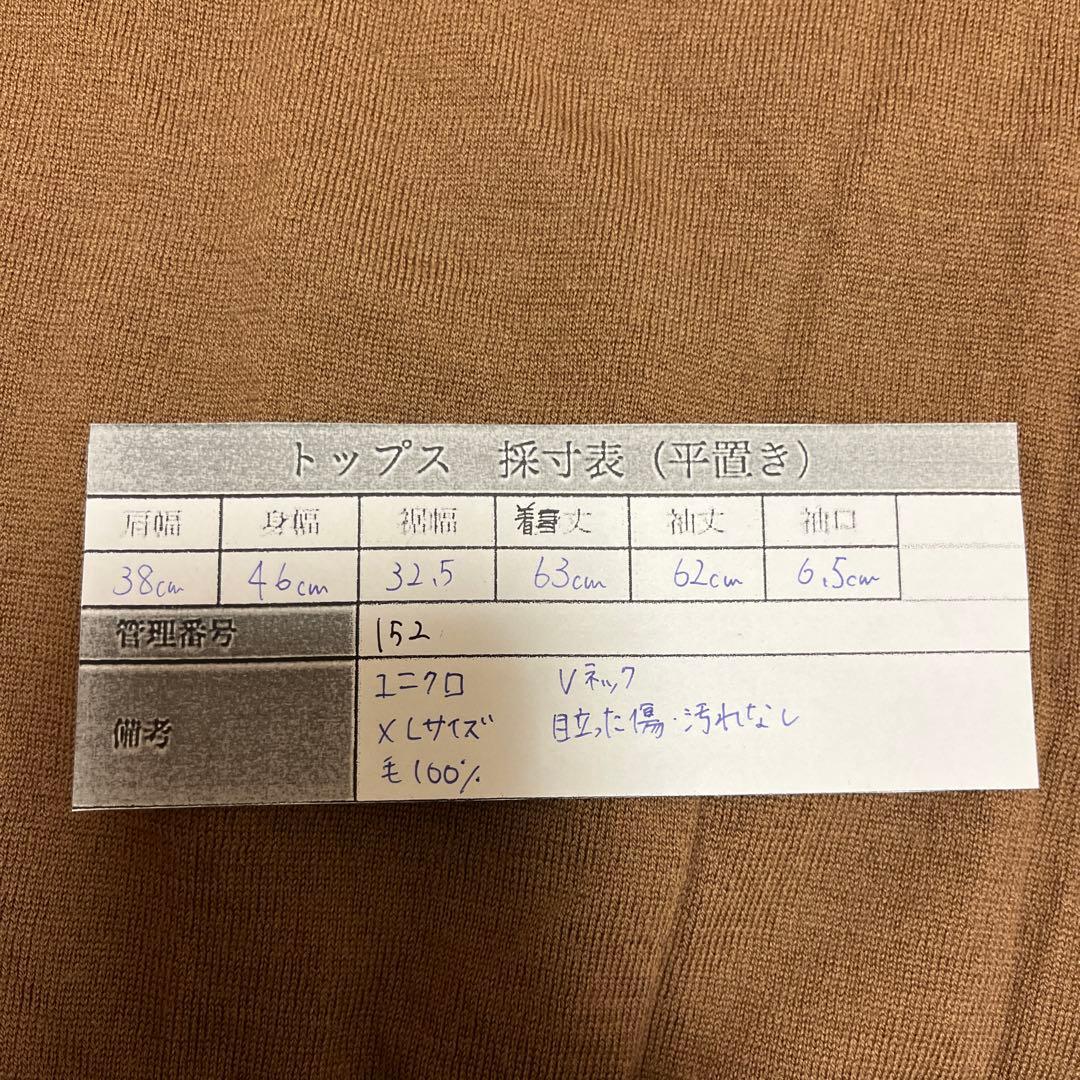 トップス 採寸表 (平置き)
肩幅 身幅 裾幅 着丈 袖丈 袖口
38cm 46cm 32.5 63cm 62cm 6.5cm
管理番号 152
備考
ユニクロ Vネック
XLサイズ 目立った傷・汚れなし
毛100%